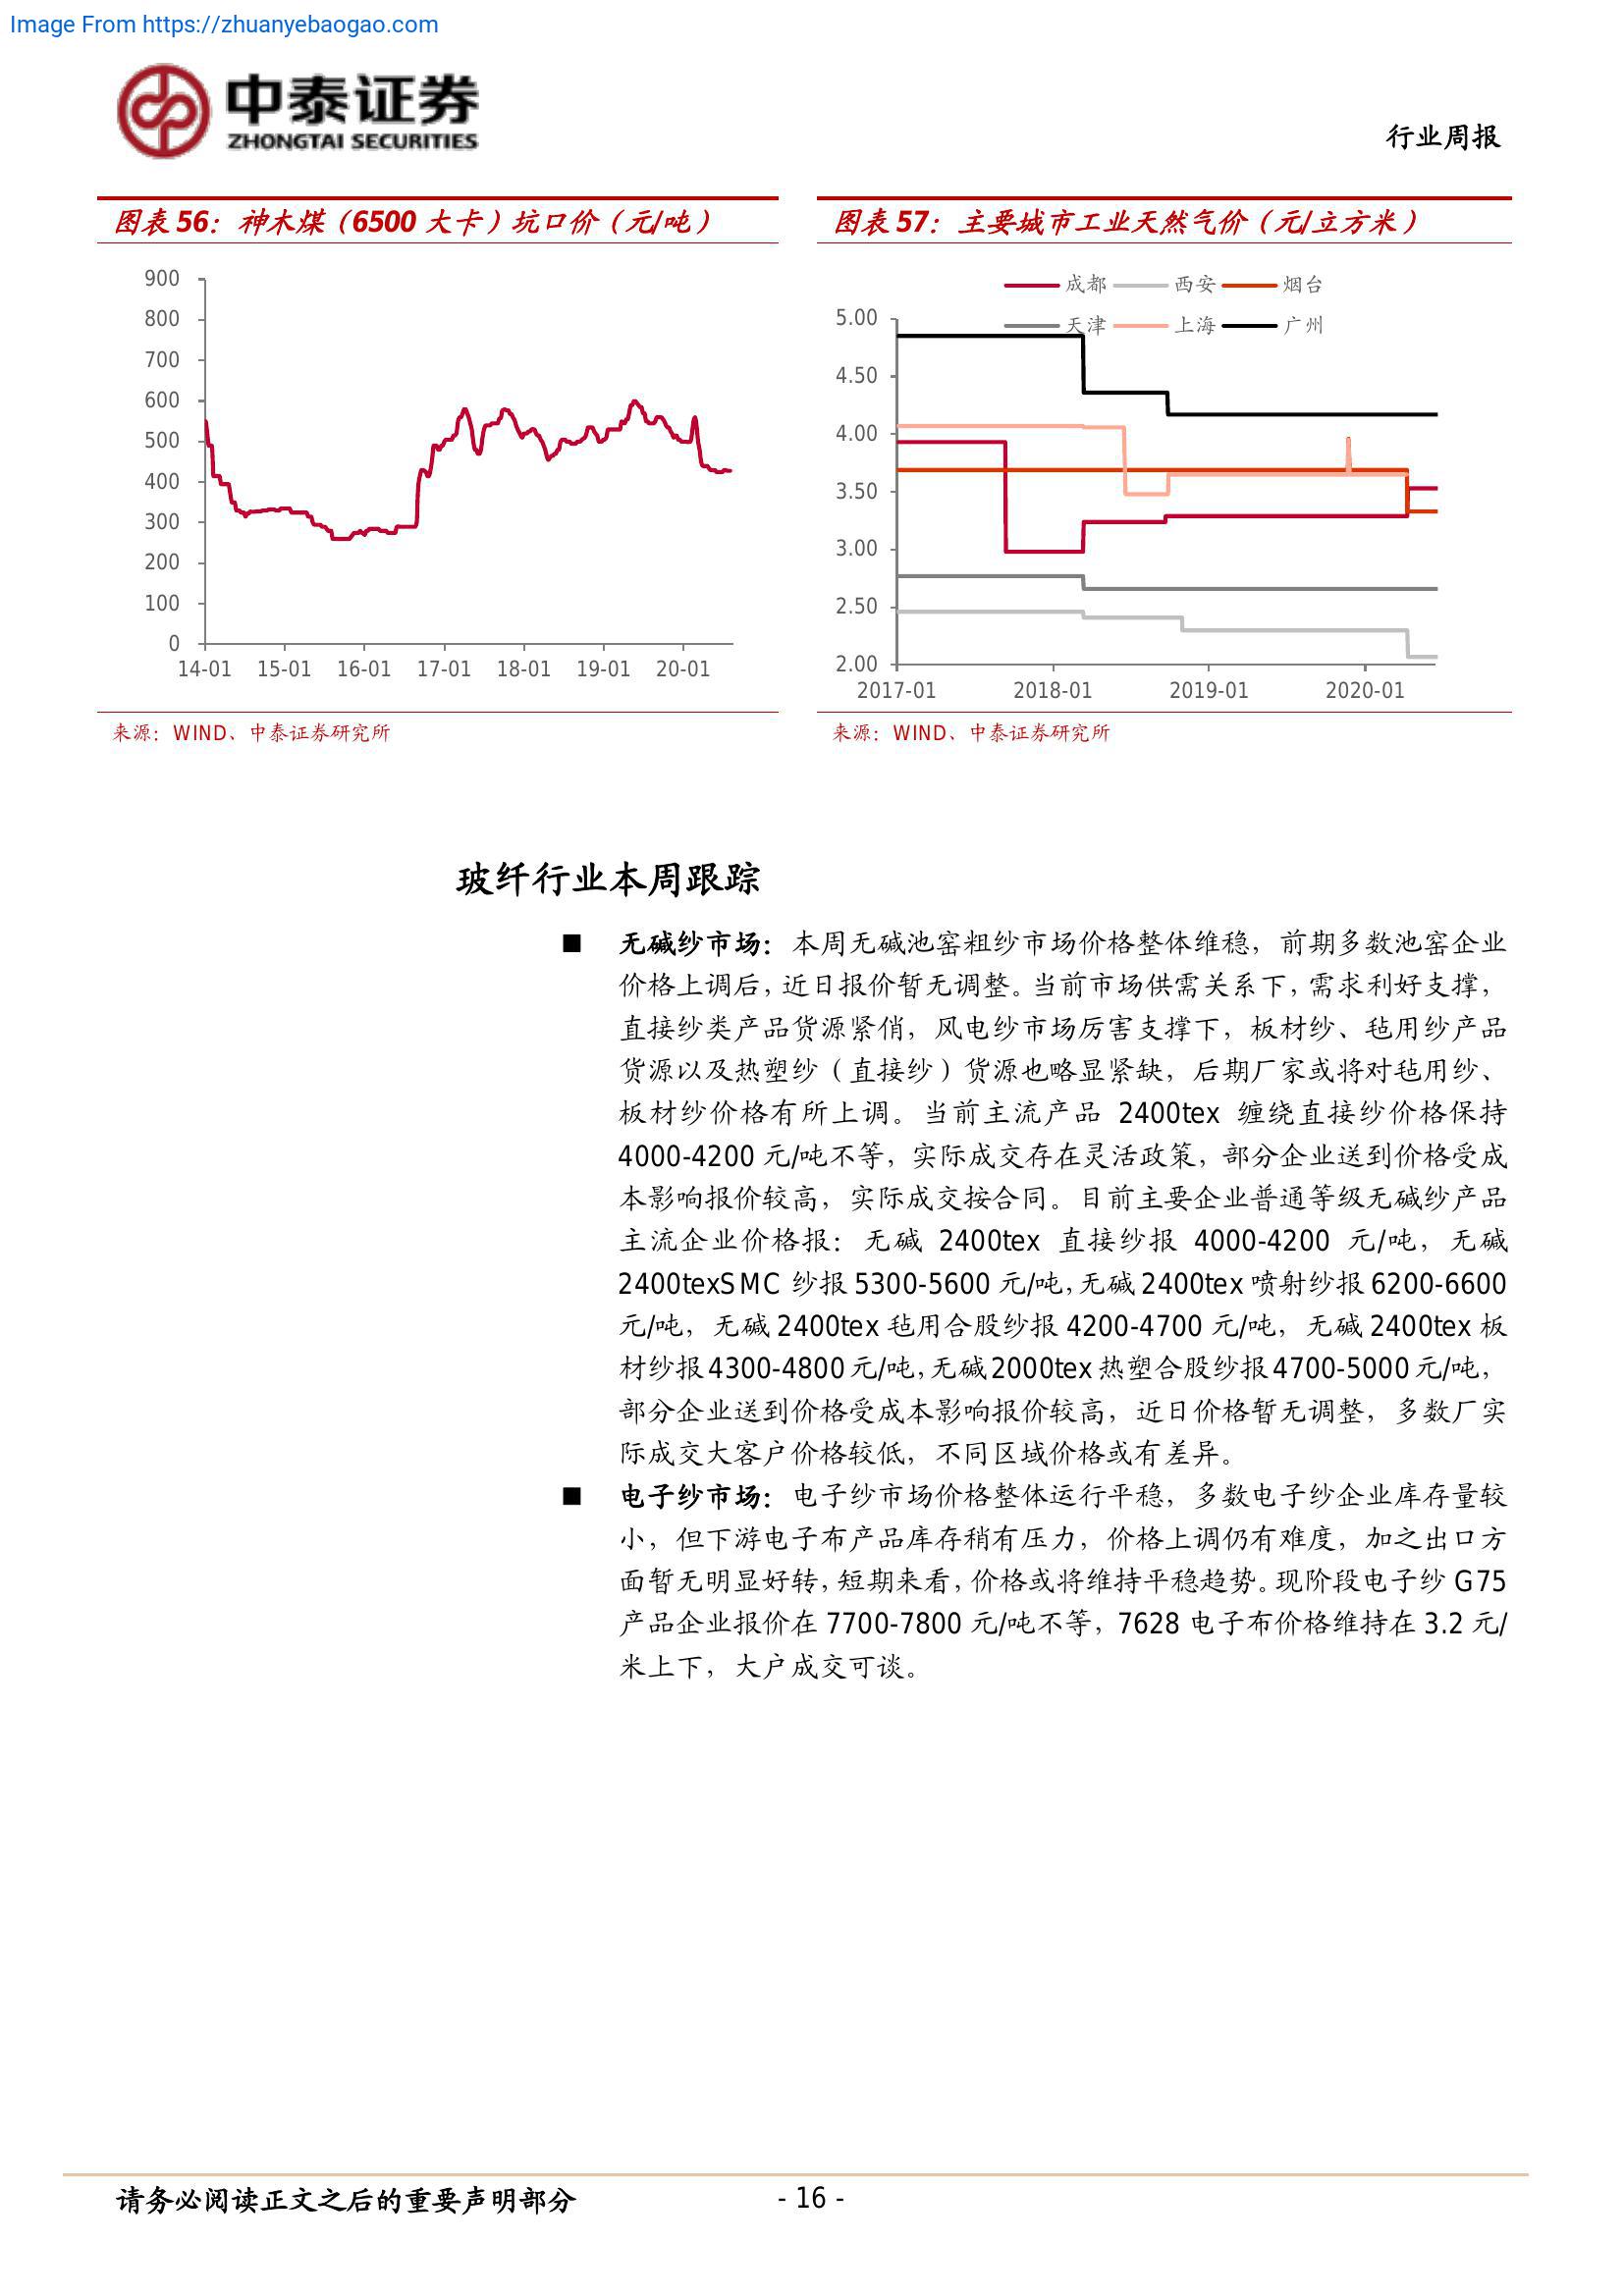 Image From https://zhuanyebaogao.com
中泰证券
ZHONGTAI SECURITIES
行业周报
图表 56：神木煤（6500 大卡）坑口价（元/吨）
900
800
700
600
500
400
300
200
100
0
14-01 15-01 16-01 17-01 18-01 19-01 20-01
来源：WIND、中泰证券研究所
图表 57：主要城市工业天然气价（元/立方米）
成都 西安 烟台
天津 上海 广州
5.00
4.50
4.00
3.50
3.00
2.50
2.00
2017-01 2018-01 2019-01 2020-01
来源：WIND、中泰证券研究所
玻纤行业本周跟踪
■ 无碱纱市场：本周无碱池窑粗纱市场价格整体维稳，前期多数池窑企业
价格上调后，近日报价暂无调整。当前市场供需关系下，需求利好支撑，
直接纱类产品货源紧俏，风电纱市场厉害支撑下，板材纱、毡用纱产品
货源以及热塑纱（直接纱）货源也略显紧缺，后期厂家或将对毡用纱、
板材纱价格有所上调。当前主流产品 2400tex 缠绕直接纱价格保持
4000-4200 元/吨不等，实际成交存在灵活政策，部分企业送到价格受成
本影响报价较高，实际成交按合同。目前主要企业普通等级无碱纱产品
主流企业价格报：无碱 2400tex 直接纱报 4000-4200 元/吨，无碱
2400texSMC 纱报 5300-5600 元/吨，无碱 2400tex 喷射纱报 6200-6600
元/吨，无碱 2400tex 毡用合股纱报 4200-4700 元/吨，无碱 2400tex 板
材纱报 4300-4800 元/吨，无碱 2000tex 热塑合股纱报 4700-5000 元/吨，
部分企业送到价格受成本影响报价较高，近日价格暂无调整，多数厂实
际成交大客户价格较低，不同区域价格或有差异。
■ 电子纱市场：电子纱市场价格整体运行平稳，多数电子纱企业库存量较
小，但下游电子布产品库存稍有压力，价格上调仍有难度，加之出口方
面暂无明显好转，短期来看，价格或将维持平稳趋势。现阶段电子纱 G75
产品企业报价在 7700-7800 元/吨不等，7628 电子布价格维持在 3.2 元/
米上下，大户成交可谈。
请务必阅读正文之后的重要声明部分
- 16 -